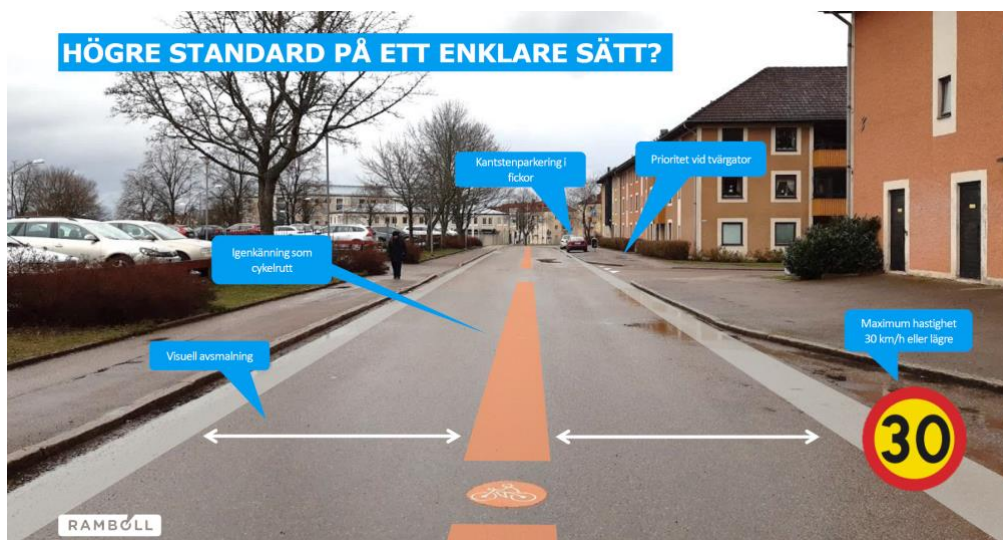 HÖGRE STANDARD PÅ ETT ENKLARE SÄTT?
Kantstenparkering i
fickor
Prioritet vid tvärgator
Igenkänning som
cykelrutt
Maximum hastighet
30 km/h eller lägre
Visuell avsmalning
30
RAMBOLL